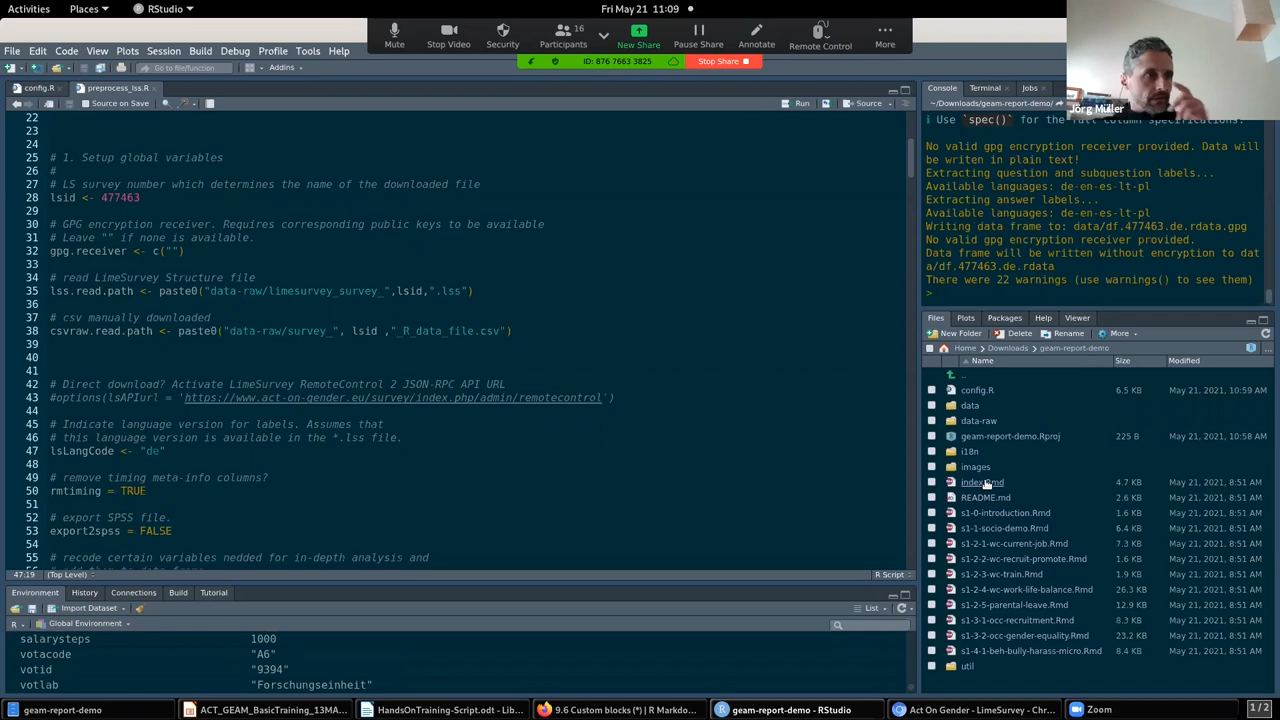 Activities Places RStudio Fri May 21 11:09
File Edit Code View Plots Session Build Debug Profile Tools Help
Mute Stop Video Security Participants 16 New Share Pause Share Annotate Remote Control More
ID: 876 7663 3825 Stop Share
Go to file/function Addins
config.R preprocess_lss.R
Source on Save Run Source
22
23
24
25 # 1. Setup global variables
26 #
27 # LS survey number which determines the name of the downloaded file
28 lsid <- 477463
29
30 # GPG encryption receiver. Requires corresponding public keys to be available
31 # Leave "" if none is available.
32 gpg.receiver <- c("")
33
34 # read LimeSurvey Structure file
35 lss.read.path <- paste0("data-raw/limesurvey_survey_",lsid,".lss")
36
37 # csv manually downloaded
38 csvraw.read.path <- paste0("data-raw/survey_", lsid ,"_R_data_file.csv")
39
40
41
42 # Direct download? Activate LimeSurvey RemoteControl 2 JSON-RPC API URL
43 #options(lsAPIurl = 'https://www.act-on-gender.eu/survey/index.php/admin/remotecontrol')
44
45 # Indicate language version for labels. Assumes that
46 # this language version is available in the *.lss file.
47 lsLangCode <- "de"
48
49 # remove timing meta-info columns?
50 rmtiming = TRUE
51
52 # export SPSS file.
53 export2spss = FALSE
54
55 # recode certain variables nedded for in-depth analysis and
47:19 (Top Level) R Script
Environment History Connections Build Tutorial
Import Dataset List
R Global Environment
salarysteps 1000
votacode "A6"
votid "9394"
votlab "Forschungseinheit"
Console Terminal Jobs
~/Downloads/geam-report-demo/
Jörg Müller
i Use `spec()` for the full column specifications.
No valid gpg encryption receiver provided. Data will
be writen in plain text!
Extracting question and subquestion labels...
Available languages: de-en-es-lt-pl
Extracting answer labels...
Available languages: de-en-es-lt-pl
Writing data frame to: data/df.477463.de.rdata.gpg
No valid gpg encryption receiver.
Data frame will be written without encryption to dat
a/df.477463.de.rdata
There were 22 warnings (use warnings() to see them)
>
Files Plots Packages Help Viewer
New Folder Delete Rename More
Home Downloads geam-report-demo
Name Size Modified
..
config.R 6.5 KB May 21, 2021, 10:59 AM
data
data-raw
geam-report-demo.Rproj 225 B May 21, 2021, 10:58 AM
i18n
images
index.Rmd 4.7 KB May 21, 2021, 8:51 AM
README.md 2.6 KB May 21, 2021, 8:51 AM
s1-0-introduction.Rmd 1.6 KB May 21, 2021, 8:51 AM
s1-1-socio-demo.Rmd 6.4 KB May 21, 2021, 8:51 AM
s1-2-1-wc-current-job.Rmd 7.3 KB May 21, 2021, 8:51 AM
s1-2-2-wc-recruit-promote.Rmd 1.6 KB May 21, 2021, 8:51 AM
s1-2-3-wc-train.Rmd 1.9 KB May 21, 2021, 8:51 AM
s1-2-4-wc-work-life-balance.Rmd 26.3 KB May 21, 2021, 8:51 AM
s1-2-5-parental-leave.Rmd 12.9 KB May 21, 2021, 8:51 AM
s1-3-1-occ-recruitment.Rmd 8.3 KB May 21, 2021, 8:51 AM
s1-3-2-occ-gender-equality.Rmd 23.2 KB May 21, 2021, 8:51 AM
s1-4-1-beh-bully-harass-micro.Rmd 8.4 KB May 21, 2021, 8:51 AM
util
geam-report-demo ACT_GEAM_BasicTraining_13MA... HandsOnTraining-Script.odt - Lib... 9.6 Custom blocks (*) | R Markdo... geam-report-demo - RStudio Act On Gender - LimeSurvey - C... Zoom 1 / 2